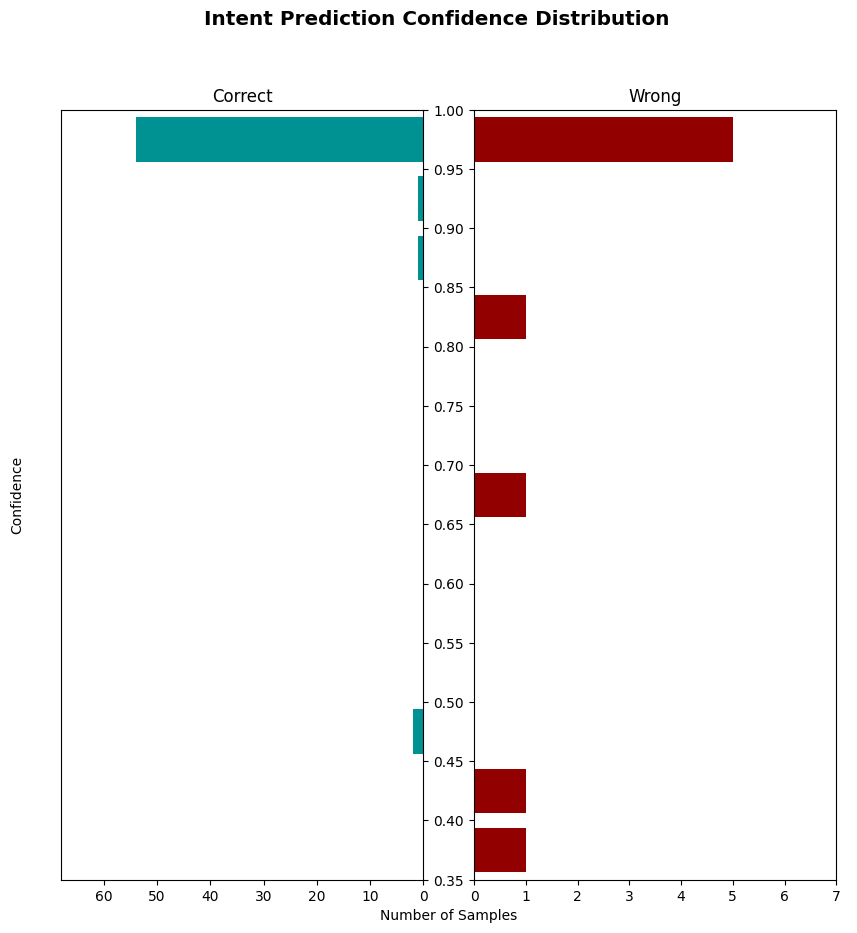 Intent Prediction Confidence Distribution
Correct
Wrong
1.00
0.95
0.90
0.85
0.80
0.75
0.70
0.65
0.60
0.55
0.50
0.45
0.40
0.35
Confidence
60 50 40 30 20 10 0
0 1 2 3 4 5 6 7
Number of Samples